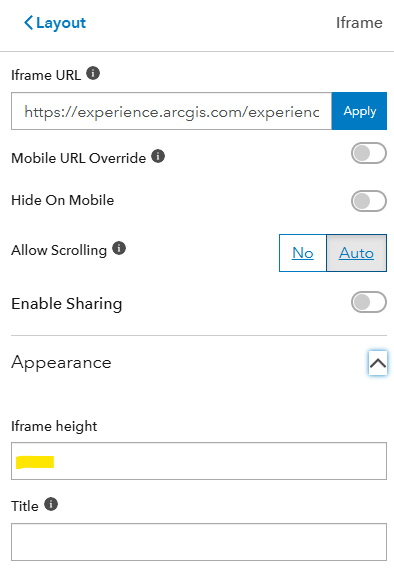 Layout
Iframe
Iframe URL
https://experience.arcgis.com/experienc
Apply
Mobile URL Override
Hide On Mobile
Allow Scrolling
No
Auto
Enable Sharing
Appearance
Iframe height
Title